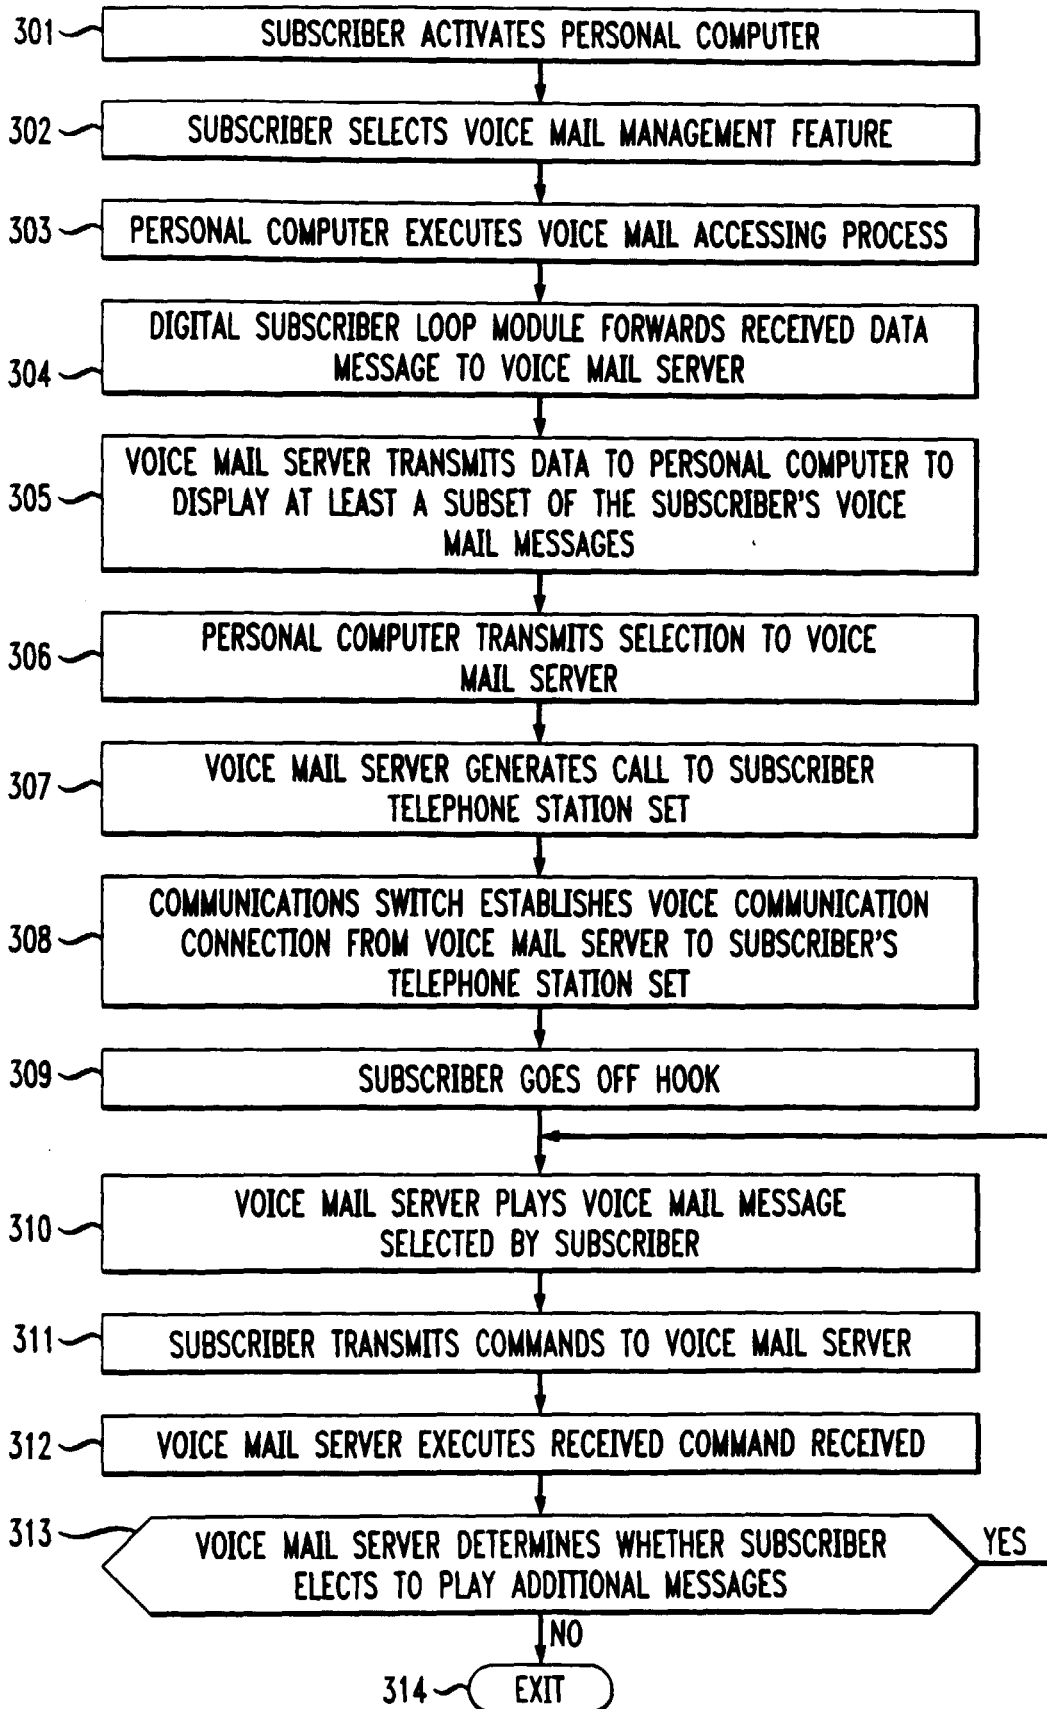 301 SUBSCRIBER ACTIVATES PERSONAL COMPUTER
302 SUBSCRIBER SELECTS VOICE MAIL MANAGEMENT FEATURE
303 PERSONAL COMPUTER EXECUTES VOICE MAIL ACCESSING PROCESS
304 DIGITAL SUBSCRIBER LOOP MODULE FORWARDS RECEIVED DATA
MESSAGE TO VOICE MAIL SERVER
305 VOICE MAIL SERVER TRANSMITS DATA TO PERSONAL COMPUTER TO
DISPLAY AT LEAST A SUBSET OF THE SUBSCRIBER'S VOICE
MAIL MESSAGES
306 PERSONAL COMPUTER TRANSMITS SELECTION TO VOICE
MAIL SERVER
307 VOICE MAIL SERVER GENERATES CALL TO SUBSCRIBER
TELEPHONE STATION SET
308 COMMUNICATIONS SWITCH ESTABLISHES VOICE COMMUNICATION
CONNECTION FROM VOICE MAIL SERVER TO SUBSCRIBER'S
TELEPHONE STATION SET
309 SUBSCRIBER GOES OFF HOOK
310 VOICE MAIL SERVER PLAYS VOICE MAIL MESSAGE
SELECTED BY SUBSCRIBER
311 SUBSCRIBER TRANSMITS COMMANDS TO VOICE MAIL SERVER
312 VOICE MAIL SERVER EXECUTES RECEIVED COMMAND RECEIVED
313 VOICE MAIL SERVER DETERMINES WHETHER SUBSCRIBER
ELECTS TO PLAY ADDITIONAL MESSAGES
YES
NO
314 EXIT